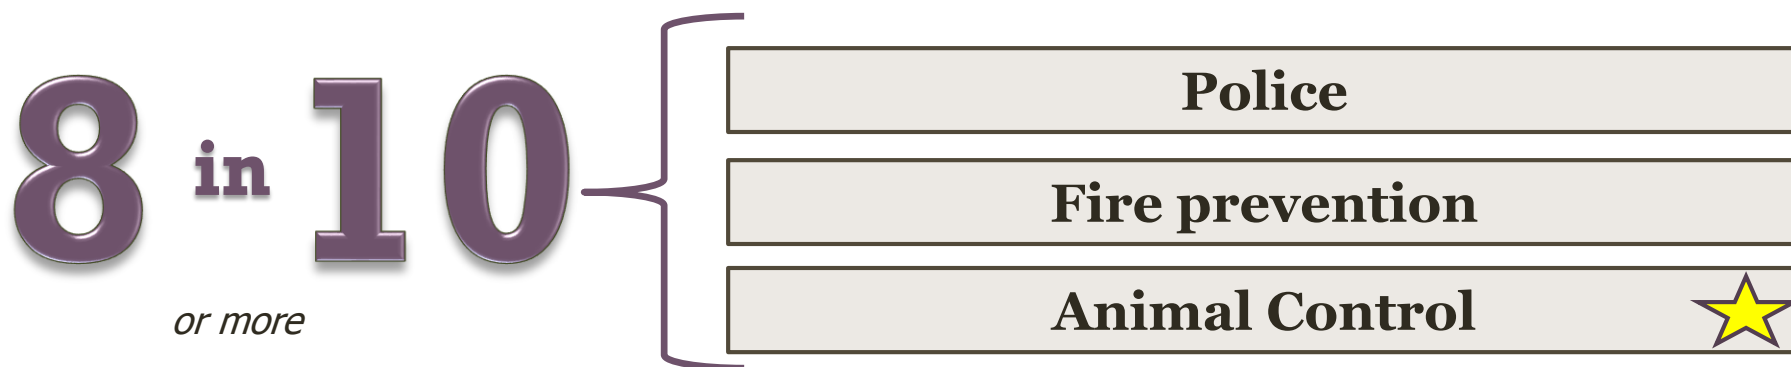 8 in 10
or more
Police
Fire prevention
Animal Control